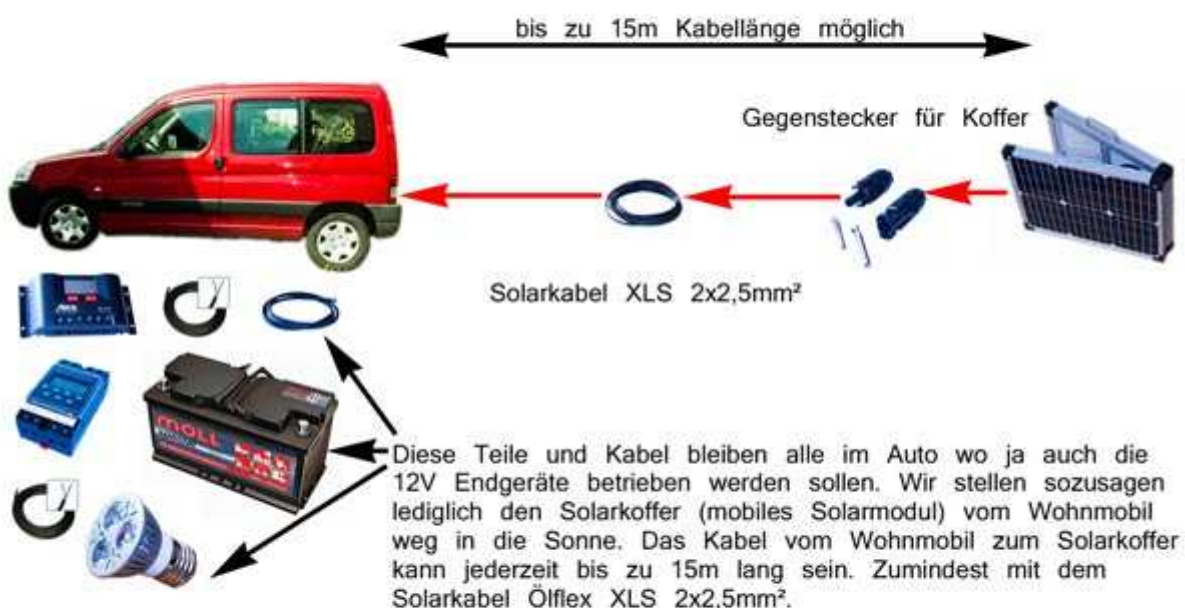 bis zu 15m Kabellänge möglich
Gegenstecker für Koffer
Solarkabel XLS 2x2,5mm²
moll
Diese Teile und Kabel bleiben alle im Auto wo ja auch die
12V Endgeräte betrieben werden sollen. Wir stellen sozusagen
lediglich den Solarkoffer (mobiles Solarmodul) vom Wohnmobil
weg in die Sonne. Das Kabel vom Wohnmobil zum Solarkoffer
kann jederzeit bis zu 15m lang sein. Zumindest mit dem
Solarkabel Ölflex XLS 2x2,5mm².